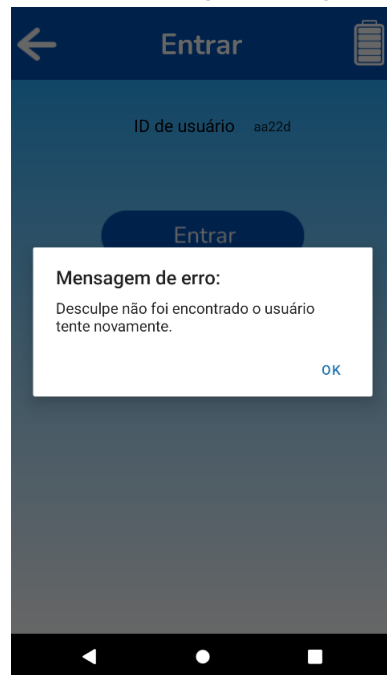 Entrar
ID de usuário aa22d
Entrar
Mensagem de erro:
Desculpe não foi encontrado o usuário
tente novamente.
OK